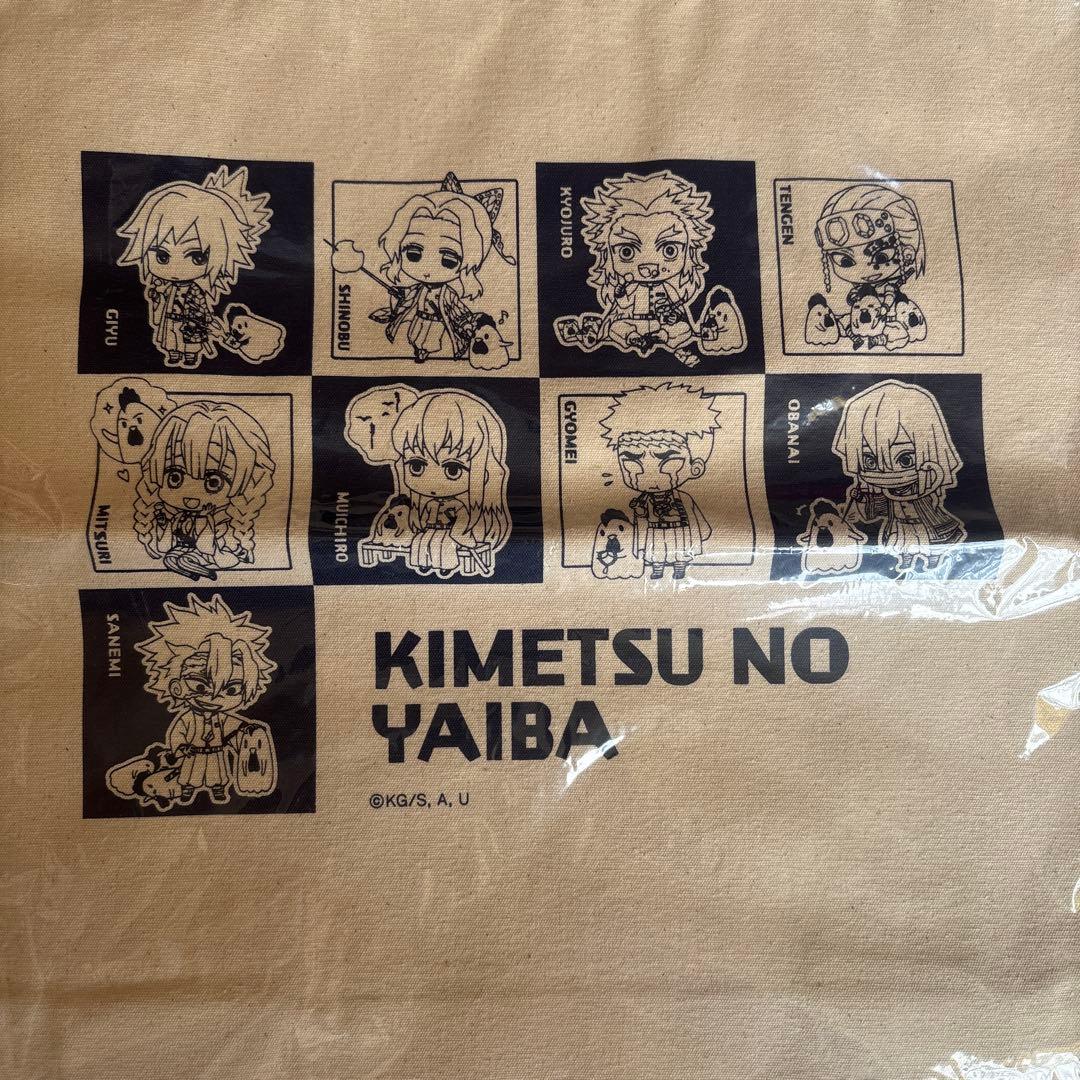 GIYU
SHINOBU
KYOJURO
TENGEN
MITSURI
MUICHIRO
GYOMEI
OBANAI
SANEMI
KIMETSU NO
YAIBA
©KG/S, A, U